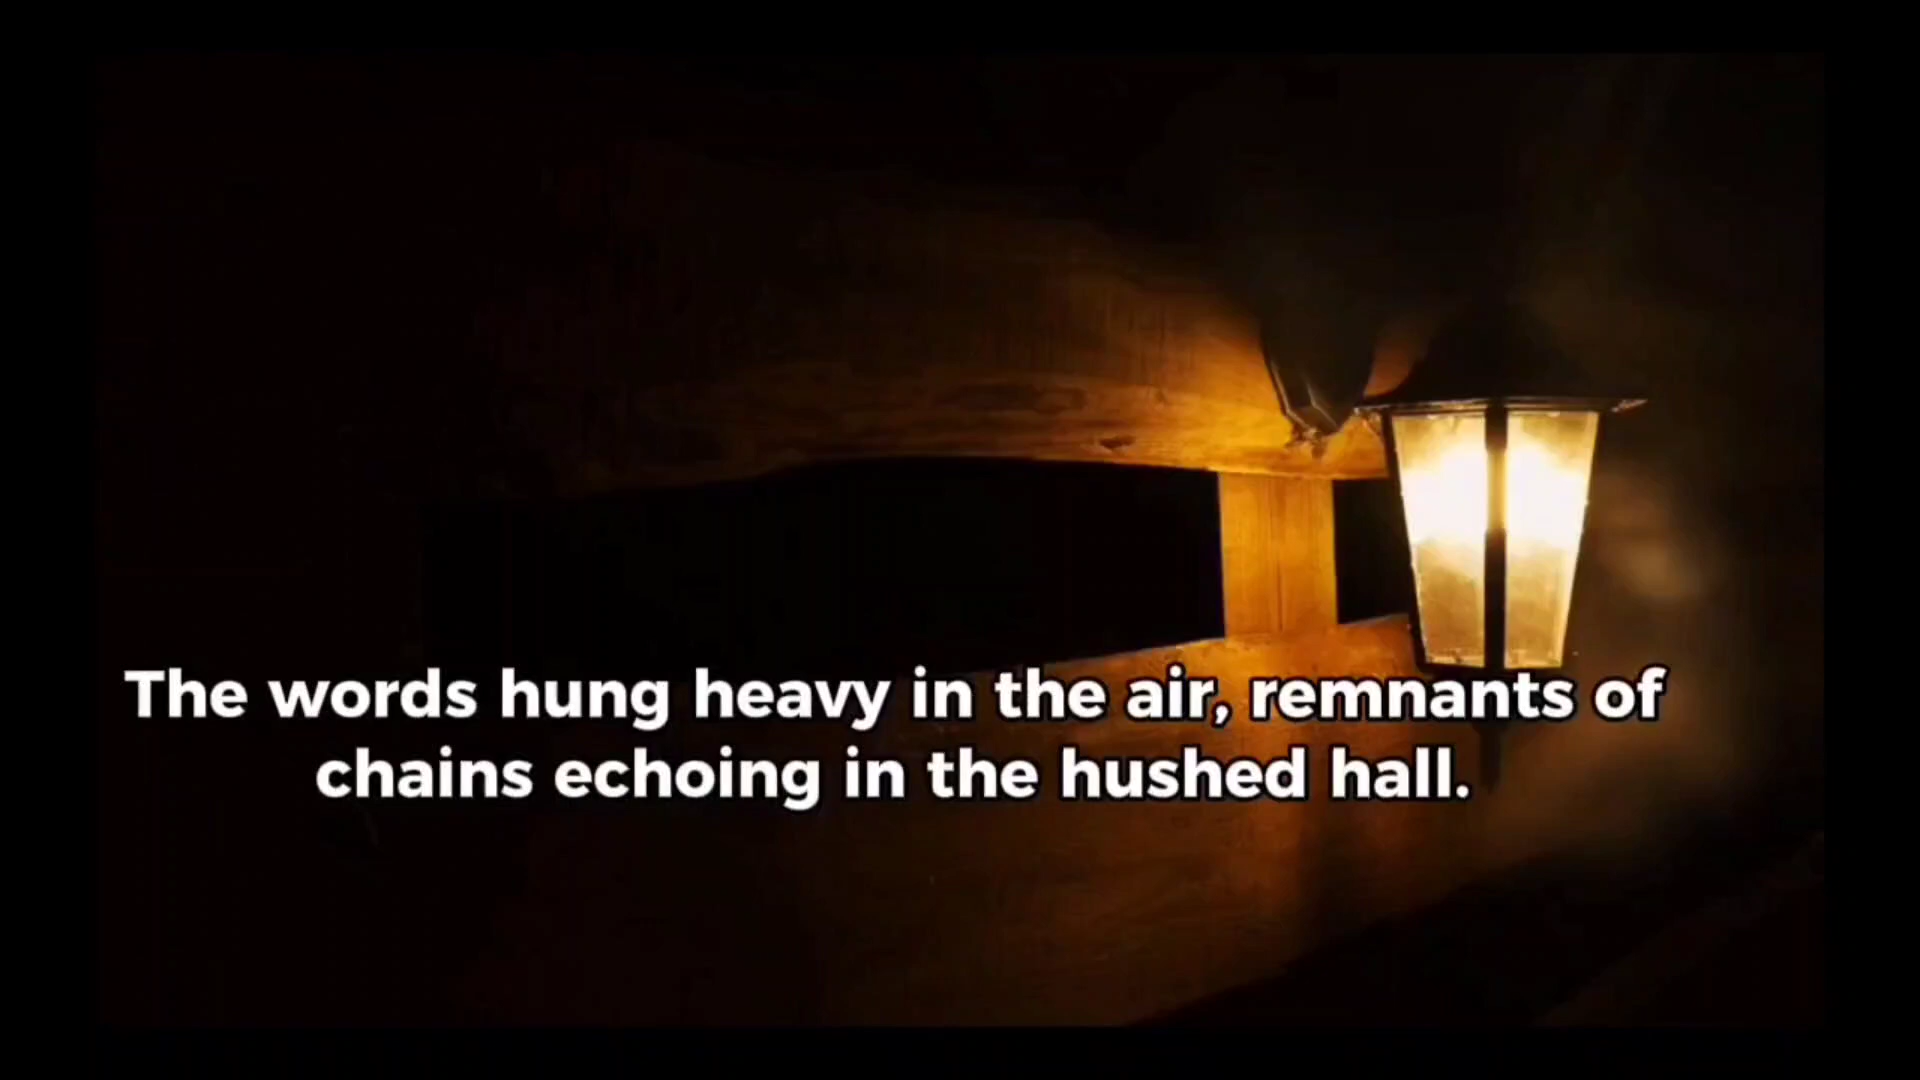 The words hung heavy in the air, remnants of
chains echoing in the hushed hall.